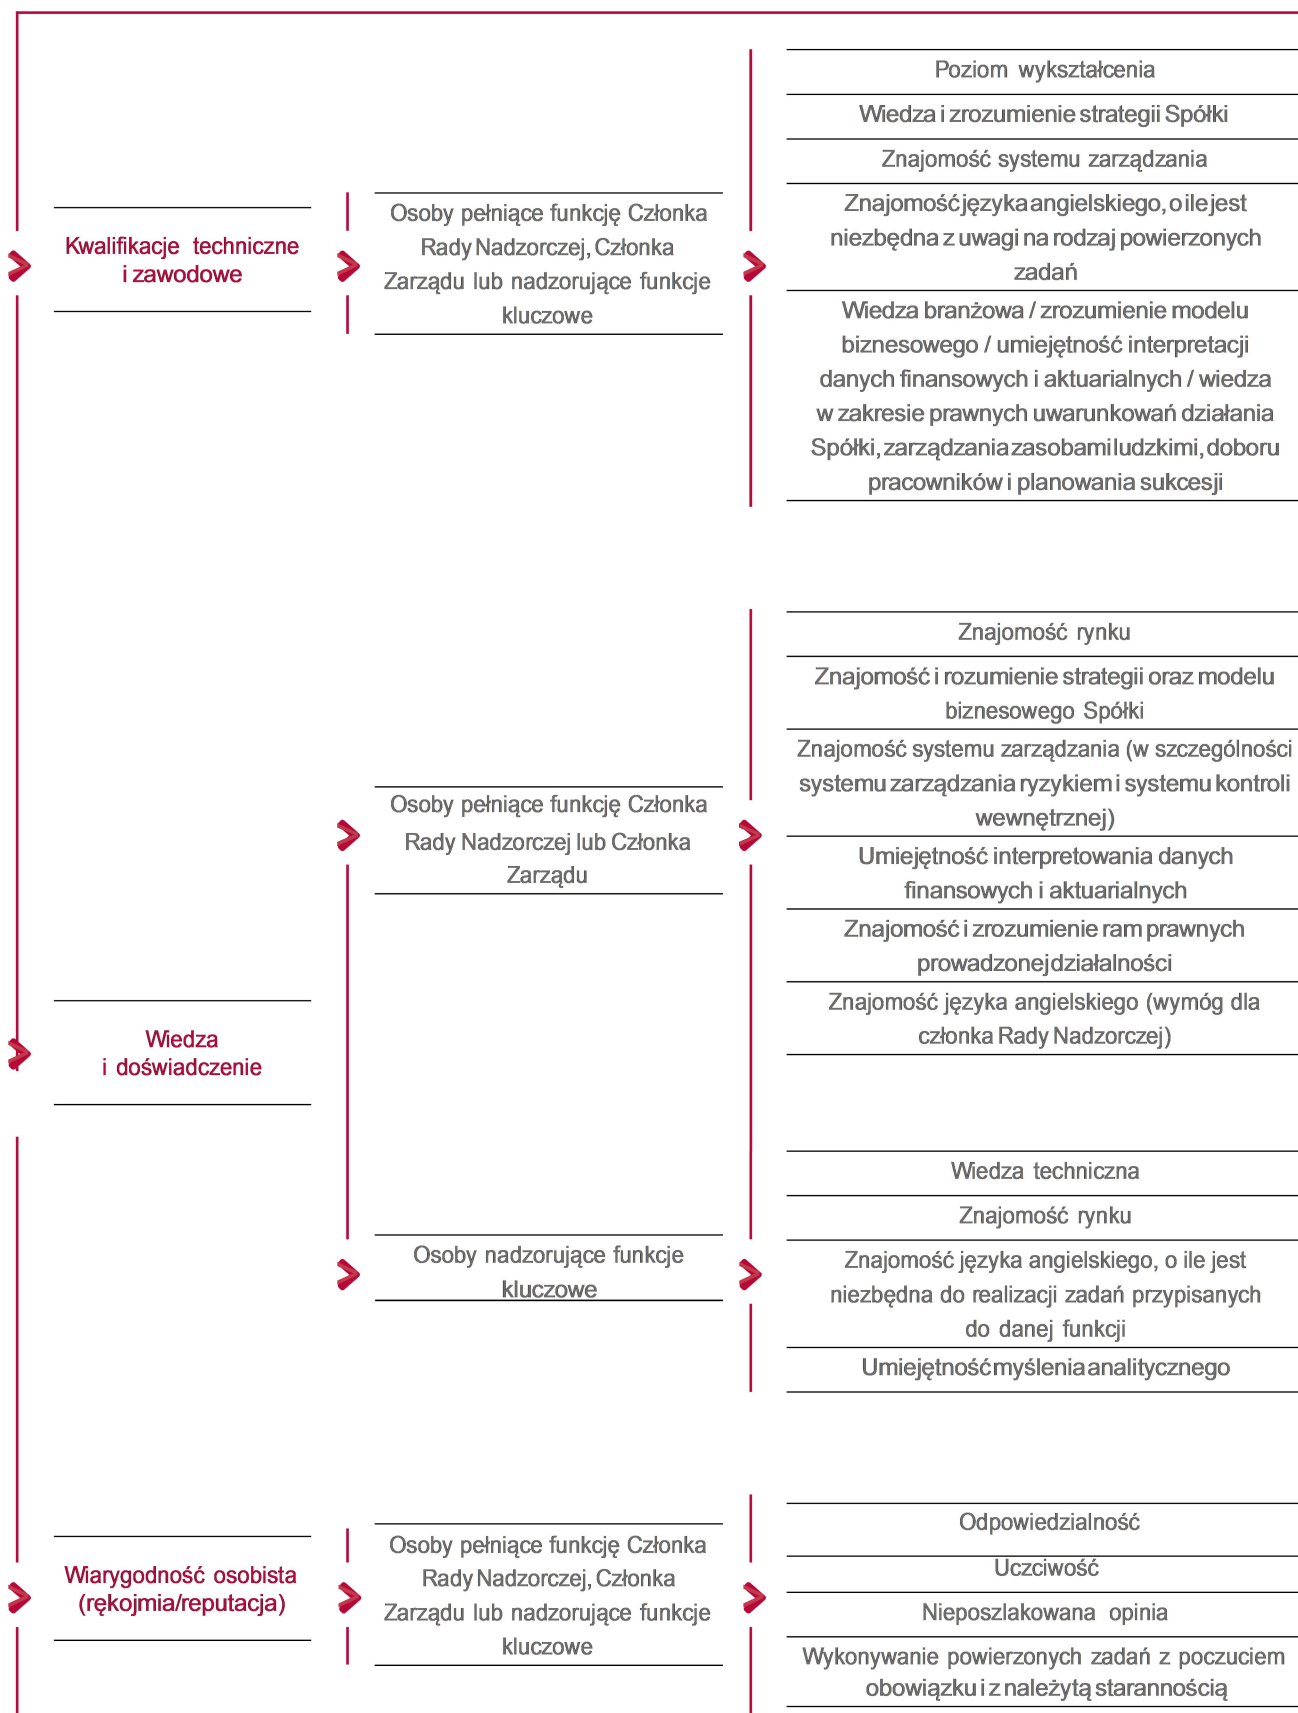 Kwalifikacje techniczne
i zawodowe
Osoby pełniące funkcję Członka
Rady Nadzorczej, Członka
Zarządu lub nadzorujące funkcje
kluczowe
Poziom wykształcenia
Wiedza i zrozumienie strategii Spółki
Znajomość systemu zarządzania
Znajomość języka angielskiego, o ile jest
niezbędna z uwagi na rodzaj powierzonych
zadań
Wiedza branżowa / zrozumienie modelu
biznesowego / umiejętność interpretacji
danych finansowych i aktuarialnych / wiedza
w zakresie prawnych uwarunkowań działania
Spółki, zarządzania zasobami ludzkimi, doboru
pracowników i planowania sukcesji
Wiedza
i doświadczenie
Osoby pełniące funkcję Członka
Rady Nadzorczej lub Członka
Zarządu
Znajomość rynku
Znajomość i rozumienie strategii oraz modelu
biznesowego Spółki
Znajomość systemu zarządzania (w szczególności
systemu zarządzania ryzykiem i systemu kontroli
wewnętrznej)
Umiejętność interpretowania danych
finansowych i aktuarialnych
Znajomość i zrozumienie ram prawnych
prowadzonej działalności
Znajomość języka angielskiego (wymóg dla
członka Rady Nadzorczej)
Osoby nadzorujące funkcje
kluczowe
Wiedza techniczna
Znajomość rynku
Znajomość języka angielskiego, o ile jest
niezbędna do realizacji zadań przypisanych
do danej funkcji
Umiejętność myślenia analitycznego
Wiarygodność osobista
(rękojmia/reputacja)
Osoby pełniące funkcję Członka
Rady Nadzorczej, Członka
Zarządu lub nadzorujące funkcje
kluczowe
Odpowiedzialność
Uczciwość
Nieposzlakowana opinia
Wykonywanie powierzonych zadań z poczuciem
obowiązku i z należytą starannością